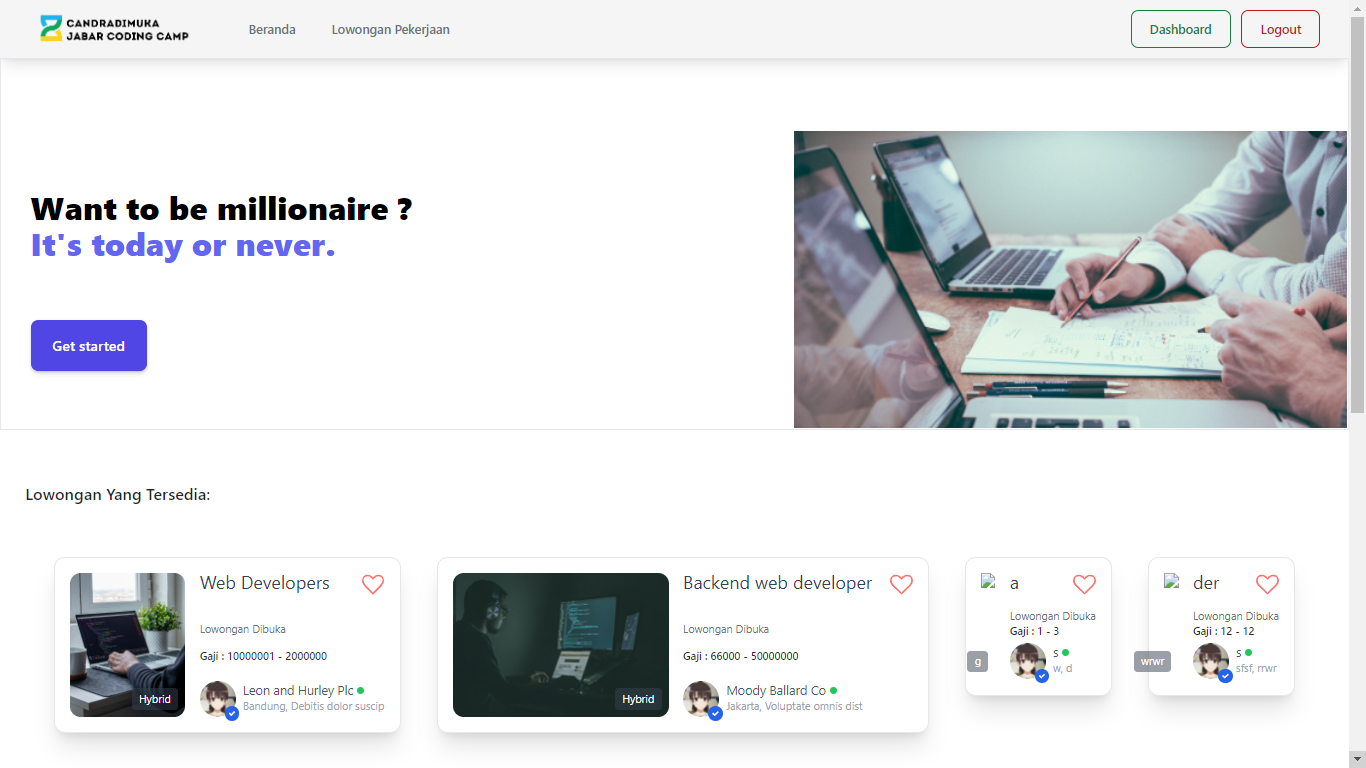 CANDRADIMUKA
JABAR CODING CAMP
Beranda
Lowongan Pekerjaan
Dashboard
Logout
Want to be millionaire ?
It's today or never.
Get started
Lowongan Yang Tersedia:
Web Developers
Lowongan Dibuka
Gaji : 10000001 - 2000000
Hybrid
Leon and Hurley Plc
Bandung, Debitis dolor suscip
Backend web developer
Lowongan Dibuka
Gaji : 66000 - 50000000
Hybrid
Moody Ballard Co
Jakarta, Voluptate omnis dist
a
Lowongan Dibuka
Gaji : 1 - 3
g
s
w, d
der
Lowongan Dibuka
Gaji : 12 - 12
wrwr
s
sfsf, rrwr